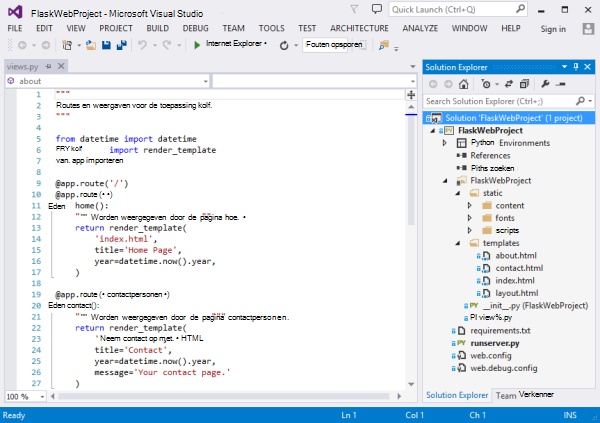 FlaskWebProject - Microsoft Visual Studio
Quick Launch (Ctrl+Q)
FILE EDIT VIEW PROJECT BUILD DEBUG TEAM TOOLS TEST ARCHITECTURE ANALYZE WINDOW HELP Sign in
Internet Explorer Fouten opsporen
views.py
about
1 """
2 Routes en weergaven voor de toepassing kolf.
3 """
4
5 from datetime import datetime
6 FRY kof import render_template
7 van. app importeren
8
9 @app.route('/')
10 @app.route (• •)
11 Eden home():
12 """ Worden weergegeven door de pagina hoe. •
13 return render_template(
14 'index.html',
15 title='Home Page',
16 year=datetime.now().year,
17 )
18
19 @app.route (• contactpersonen •)
20 Eden contact():
21 """ Worden weergegeven door de pagina contactpersonen.
22 return render_template(
23 'Neem contact op met. • HTML
24 title='Contact',
25 year=datetime.now().year,
26 message='Your contact page.'
27 )
100 %
Solution Explorer
Search Solution Explorer (Ctrl+;)
Solution 'FlaskWebProject' (1 project)
FlaskWebProject
Python Environments
References
Piths zoeken
FlaskWebProject
static
content
fonts
scripts
templates
about.html
contact.html
index.html
layout.html
PY __init__.py (FlaskWebProject)
PI view%.py
requirements.txt
PY runserver.py
web.config
web.debug.config
Solution Explorer Team Verkenner
Ready Ln 1 Col 1 Ch 1 INS